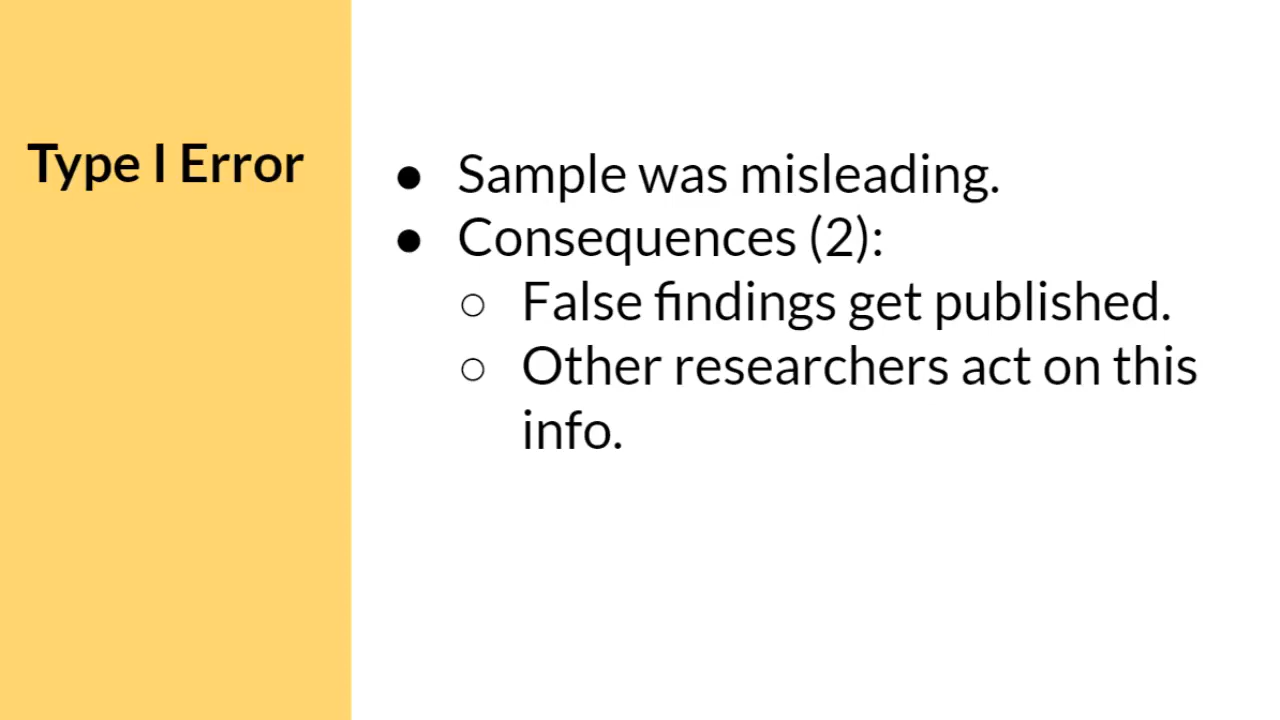 Type I Error
● Sample was misleading.
● Consequences (2):
○ False findings get published.
○ Other researchers act on this
info.